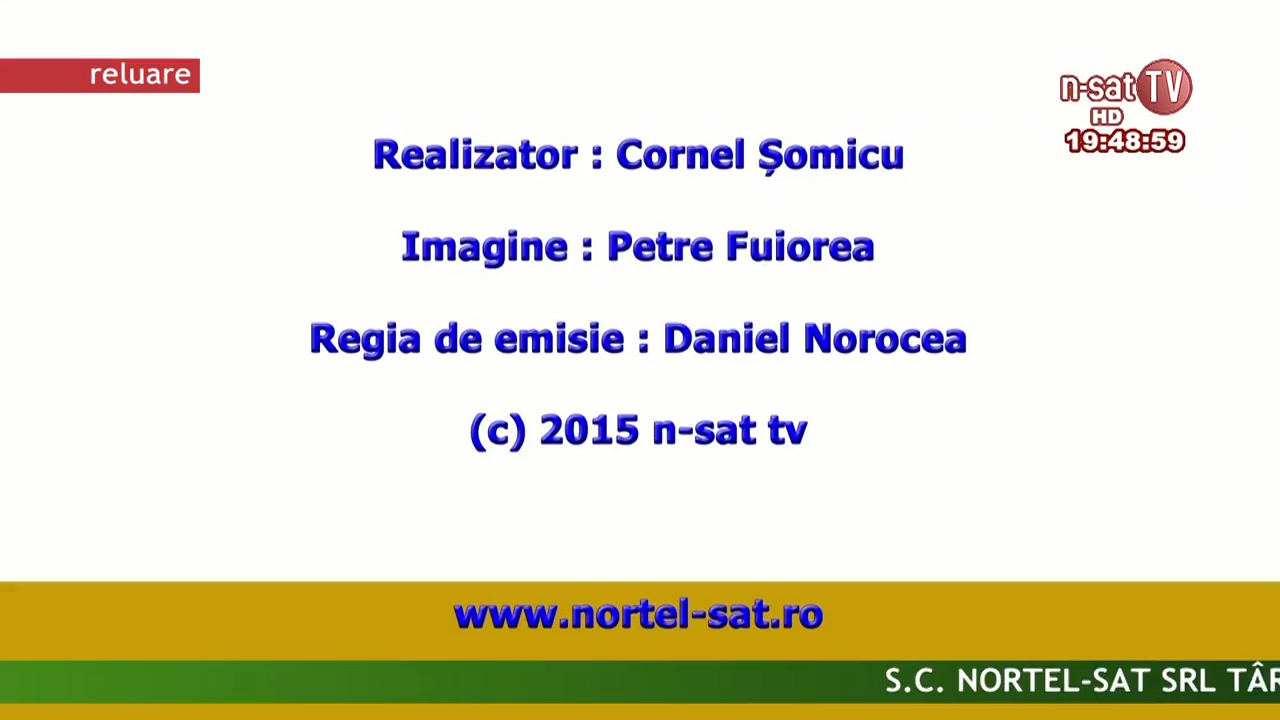 reluare
n-sat TV
HD
19:48:59
Realizator : Cornel Șomicu
Imagine : Petre Fuiorea
Regia de emisie : Daniel Norocea
(c) 2015 n-sat tv
www.nortel-sat.ro
S.C. NORTEL-SAT SRL